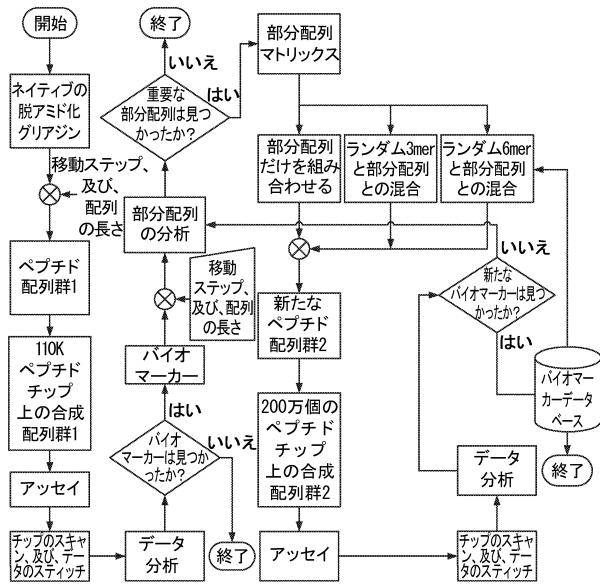 開始
ネイティブの
脱アミド化
グリアジン
移動ステップ、
及び、
配列
の長さ
ペプチド
配列群1
110K
ペプチド
チップ
上の合成
配列群1
アッセイ
チップのスキャ
ン、及び、デー
タのスティッチ
データ
分析
バイオ
マーカーは見つか
ったか？
いいえ
終了
はい
バイオ
マーカー
移動
ステップ、
及び、配列
の長さ
部分配列
の分析
重要な
部分配列は見つ
かったか？
いいえ
終了
はい
部分配列
マトリックス
部分配列
だけを組み
合わせる
ランダム3mer
と部分配列
との混合
ランダム6mer
と部分配列
との混合
新たな
ペプチド
配列群2
200万個の
ペプチド
チップ
上の合成
配列群2
アッセイ
チップのスキャ
ン、及び、デー
タのスティッチ
データ
分析
新たな
バイオマーカーは見つ
かったか？
いいえ
はい
バイオマー
カーデータ
ベース
終了